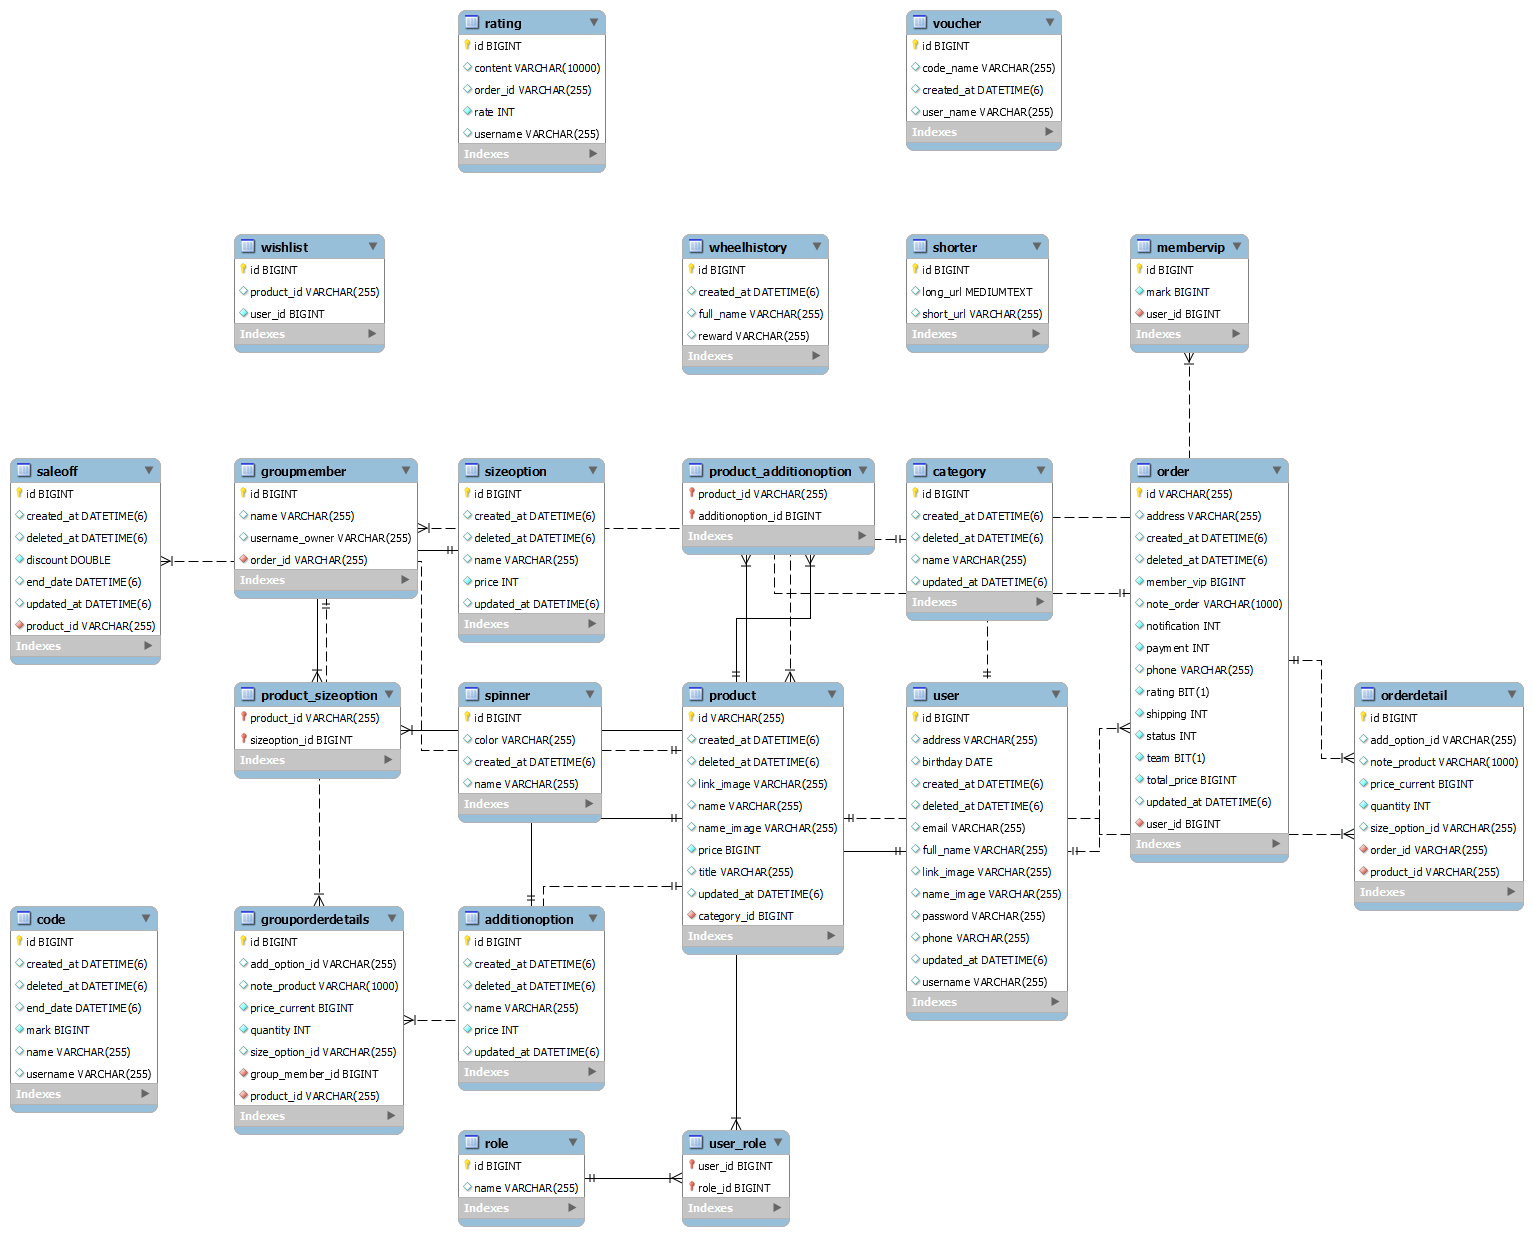 rating
id BIGINT
content VARCHAR(10000)
order_id VARCHAR(255)
rate INT
username VARCHAR(255)
Indexes
voucher
id BIGINT
code_name VARCHAR(255)
created_at DATETIME(6)
user_name VARCHAR(255)
Indexes
wishlist
id BIGINT
product_id VARCHAR(255)
user_id BIGINT
Indexes
wheelhistory
id BIGINT
created_at DATETIME(6)
full_name VARCHAR(255)
reward VARCHAR(255)
Indexes
shorter
id BIGINT
long_url MEDIUMTEXT
short_url VARCHAR(255)
Indexes
membervip
id BIGINT
mark BIGINT
user_id BIGINT
Indexes
saleoff
id BIGINT
created_at DATETIME(6)
deleted_at DATETIME(6)
discount DOUBLE
end_date DATETIME(6)
updated_at DATETIME(6)
product_id VARCHAR(255)
Indexes
groupmember
id BIGINT
name VARCHAR(255)
username_owner VARCHAR(255)
order_id VARCHAR(255)
Indexes
sizeoption
id BIGINT
created_at DATETIME(6)
deleted_at DATETIME(6)
name VARCHAR(255)
price INT
updated_at DATETIME(6)
Indexes
product_additionoption
product_id VARCHAR(255)
additionoption_id BIGINT
Indexes
category
id BIGINT
created_at DATETIME(6)
deleted_at DATETIME(6)
name VARCHAR(255)
updated_at DATETIME(6)
Indexes
order
id VARCHAR(255)
address VARCHAR(255)
created_at DATETIME(6)
deleted_at DATETIME(6)
member_vip BIGINT
note_order VARCHAR(1000)
notification INT
payment INT
phone VARCHAR(255)
rating BIT(1)
shipping INT
status INT
team BIT(1)
total_price BIGINT
updated_at DATETIME(6)
user_id BIGINT
Indexes
product_sizeoption
product_id VARCHAR(255)
sizeoption_id BIGINT
Indexes
spinner
id BIGINT
color VARCHAR(255)
created_at DATETIME(6)
name VARCHAR(255)
Indexes
product
id VARCHAR(255)
created_at DATETIME(6)
deleted_at DATETIME(6)
link_image VARCHAR(255)
name VARCHAR(255)
name_image VARCHAR(255)
price BIGINT
title VARCHAR(255)
updated_at DATETIME(6)
category_id BIGINT
Indexes
user
id BIGINT
address VARCHAR(255)
birthday DATE
created_at DATETIME(6)
deleted_at DATETIME(6)
email VARCHAR(255)
full_name VARCHAR(255)
link_image VARCHAR(255)
name_image VARCHAR(255)
password VARCHAR(255)
phone VARCHAR(255)
updated_at DATETIME(6)
username VARCHAR(255)
Indexes
orderdetail
id BIGINT
add_option_id VARCHAR(255)
note_product VARCHAR(1000)
price_current BIGINT
quantity INT
size_option_id VARCHAR(255)
order_id VARCHAR(255)
product_id VARCHAR(255)
Indexes
code
id BIGINT
created_at DATETIME(6)
deleted_at DATETIME(6)
end_date DATETIME(6)
mark BIGINT
name VARCHAR(255)
username VARCHAR(255)
Indexes
grouporderdetails
id BIGINT
add_option_id VARCHAR(255)
note_product VARCHAR(1000)
price_current BIGINT
quantity INT
size_option_id VARCHAR(255)
group_member_id BIGINT
product_id VARCHAR(255)
Indexes
additionoption
id BIGINT
created_at DATETIME(6)
deleted_at DATETIME(6)
name VARCHAR(255)
price INT
updated_at DATETIME(6)
Indexes
role
id BIGINT
name VARCHAR(255)
Indexes
user_role
user_id BIGINT
role_id BIGINT
Indexes